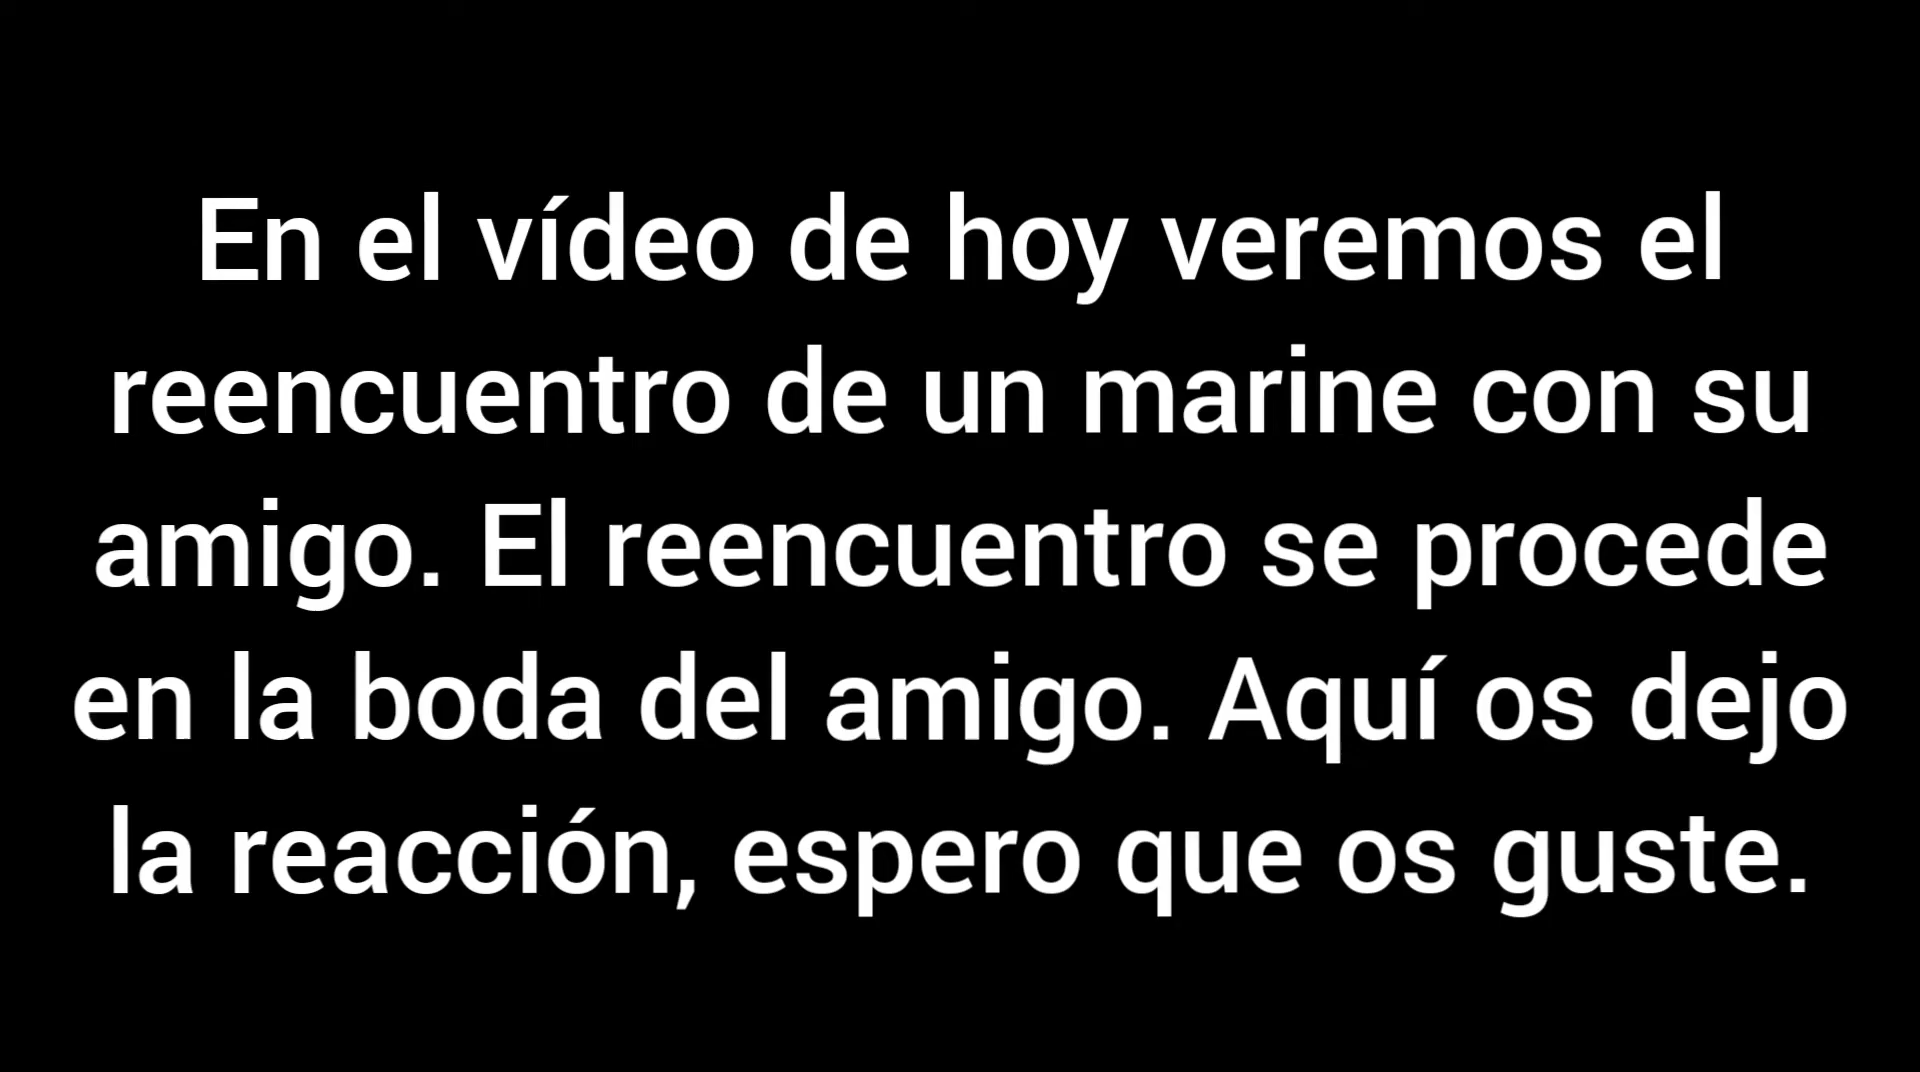 En el vídeo de hoy veremos el
reencuentro de un marine con su
amigo. El reencuentro se procede
en la boda del amigo. Aquí os dejo
la reacción, espero que os guste.